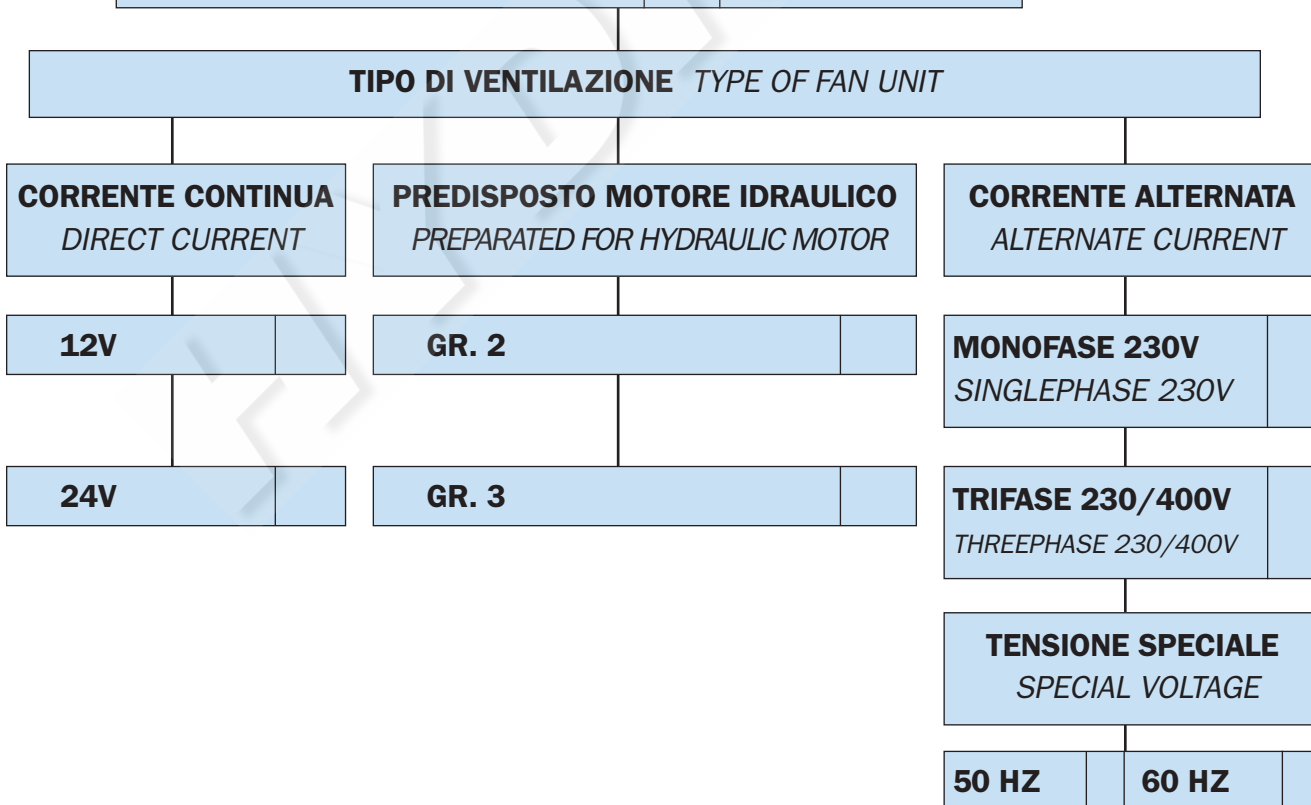 TIPO DI VENTILAZIONE TYPE OF FAN UNIT
CORRENTE CONTINUA
DIRECT CURRENT
PREDISPOSTO MOTORE IDRAULICO
PREPARATED FOR HYDRAULIC MOTOR
CORRENTE ALTERNATA
ALTERNATE CURRENT
12V
GR. 2
MONOFASE 230V
SINGLEPHASE 230V
24V
GR. 3
TRIFASE 230/400V
THREEPHASE 230/400V
TENSIONE SPECIALE
SPECIAL VOLTAGE
50 HZ
60 HZ